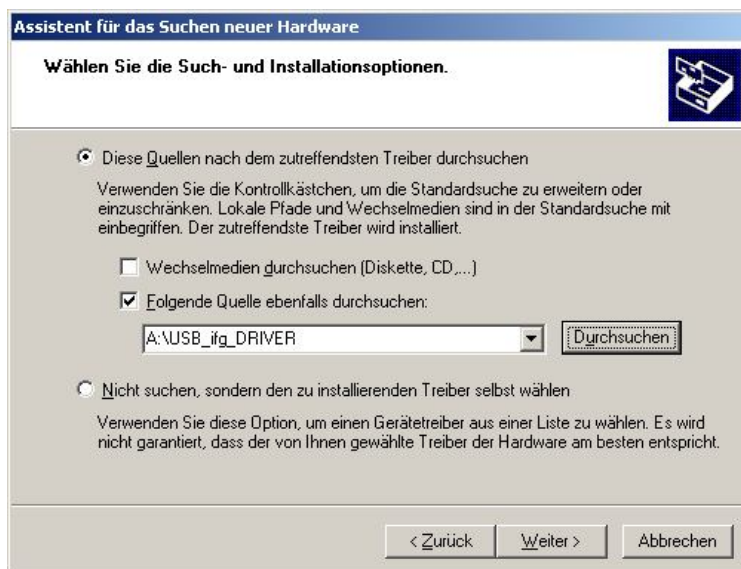 Assistent für das Suchen neuer Hardware
Wählen Sie die Such- und Installationsoptionen.
Diese Quellen nach dem zutreffendsten Treiber durchsuchen
Verwenden Sie die Kontrollkästchen, um die Standardsuche zu erweitern oder
einzuschränken. Lokale Pfade und Wechselmedien sind in der Standardsuche mit
einbegriffen. Der zutreffendste Treiber wird installiert.
Wechselmedien durchsuchen (Diskette, CD,...)
Folgende Quelle ebenfalls durchsuchen:
A:\USB_ifg_DRIVER
Durchsuchen
Nicht suchen, sondern den zu installierenden Treiber selbst wählen
Verwenden Sie diese Option, um einen Gerätetreiber aus einer Liste zu wählen. Es wird
nicht garantiert, dass der von Ihnen gewählte Treiber der Hardware am besten entspricht.
< Zurück
Weiter >
Abbrechen